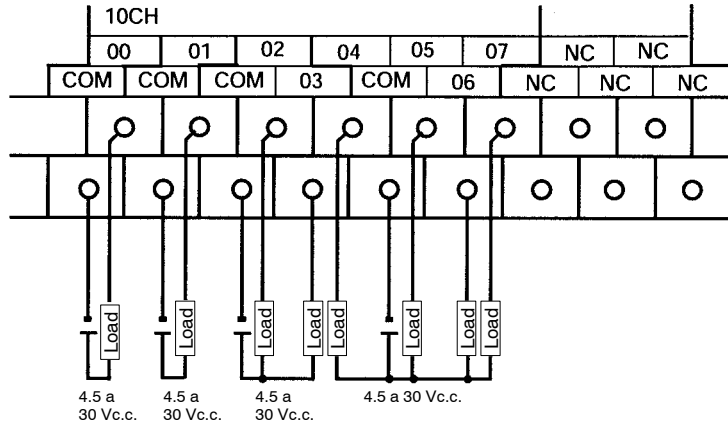 10CH
00 01 02 04 05 07 NC NC
COM COM COM 03 COM 06 NC NC NC
Load Load Load Load Load Load Load Load
4.5 a 4.5 a 4.5 a 4.5 a 30 Vc.c.
30 Vc.c. 30 Vc.c. 30 Vc.c.